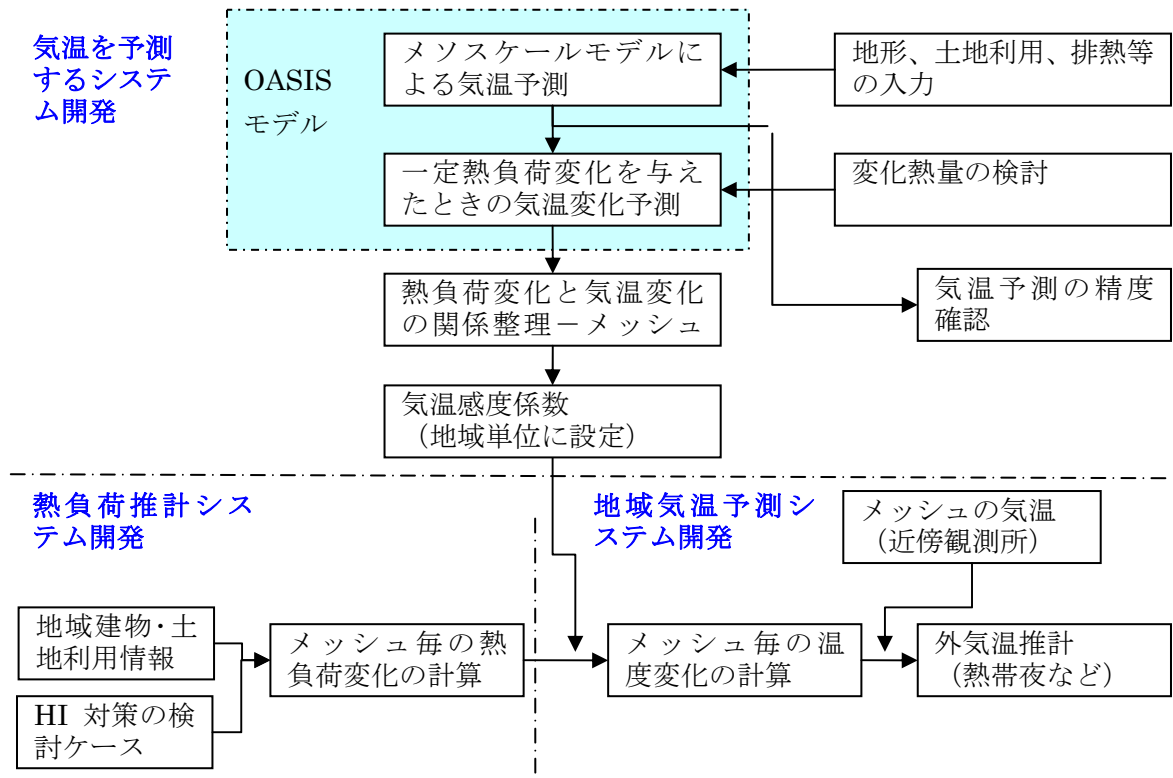 気温を予測
するシステ
ム開発
OASIS
モデル
メソスケールモデルに
よる気温予測
地形、土地利用、排熱等
の入力
一定熱負荷変化を与え
たときの気温変化予測
変化熱量の検討
熱負荷変化と気温変化
の関係整理－メッシュ
気温予測の精度
確認
気温感度係数
（地域単位に設定）
熱負荷推計シス
テム開発
地域気温予測シ
ステム開発
メッシュの気温
（近傍観測所）
地域建物・土
地利用情報
HI 対策の検
討ケース
メッシュ毎の熱
負荷変化の計算
メッシュ毎の温
度変化の計算
外気温推計
（熱帯夜など）